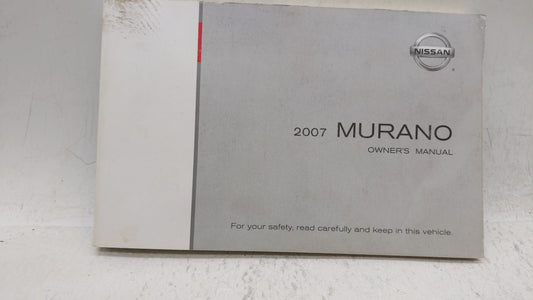 NISSAN
2007 MURANO
OWNER'S MANUAL
For your safety, read carefully and keep in this vehicle.